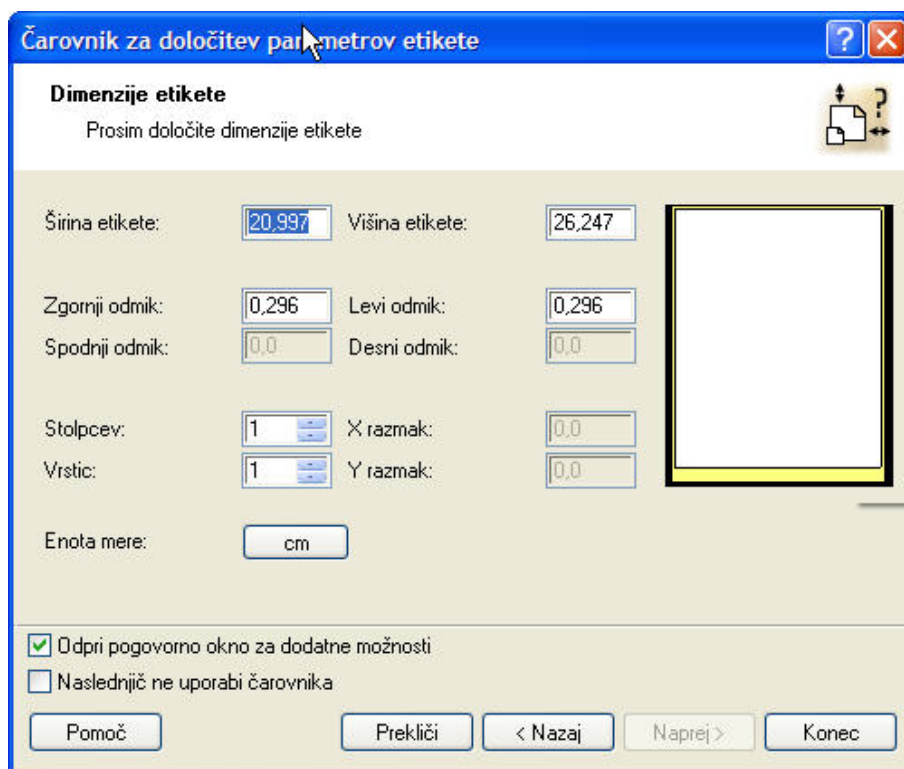 Čarovnik za določitev parametrov etikete
Dimenzije etikete
Prosim določite dimenzije etikete
Širina etikete: 20,997 Višina etikete: 26,247
Zgornji odmik: 0,296 Levi odmik: 0,296
Spodnji odmik: 0,0 Desni odmik: 0,0
Stolpcev: 1 X razmak: 0,0
Vrstic: 1 Y razmak: 0,0
Enota mere: cm
Odpri pogovorno okno za dodatne možnosti
Naslednjič ne uporabi čarovnika
Pomoč Prekliči < Nazaj Naprej > Konec